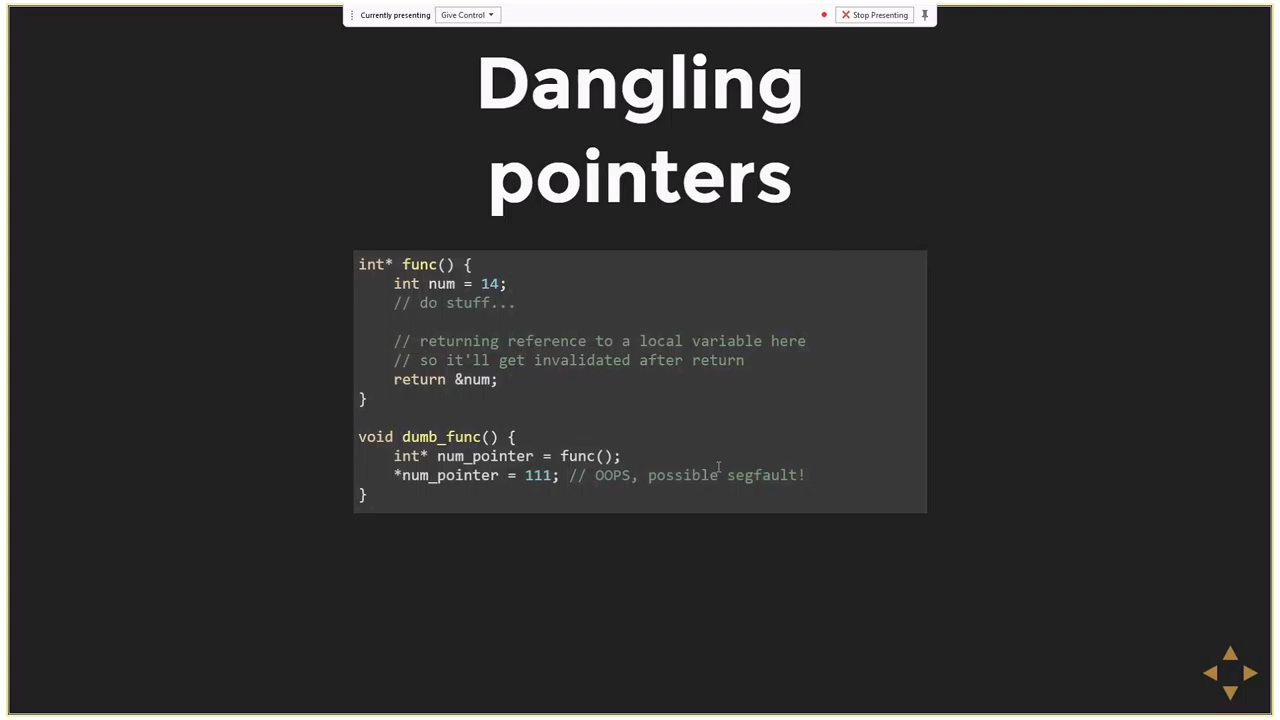 Currently presenting Give Control Stop Presenting
Dangling
pointers
int* func() {
    int num = 14;
    // do stuff...
    // returning reference to a local variable here
    // so it'll get invalidated after return
    return &num;
}
void dumb_func() {
    int* num_pointer = func();
    *num_pointer = 111; // OOPS, possible segfault!
}